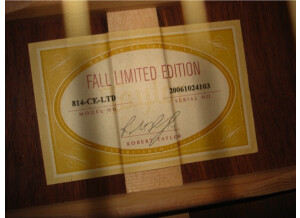 FALL LIMITED EDITION
814-CE-LTD 20061024103
MODEL NO. SERIAL NO.
ROBERT TAYLOR